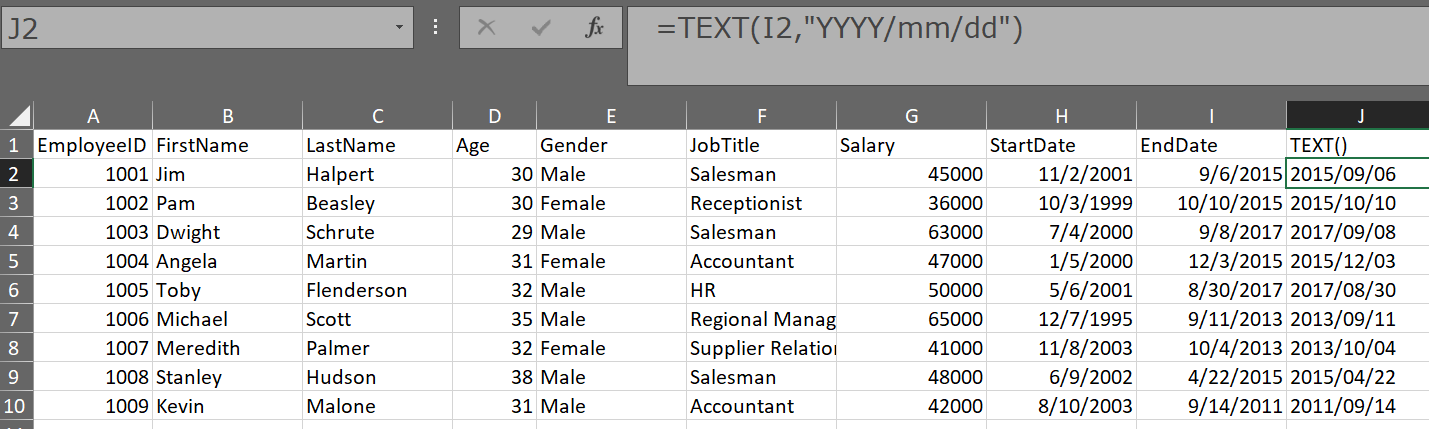 J2 fx =TEXT(I2,"YYYY/mm/dd")
A B C D E F G H I J
1 EmployeeID FirstName LastName Age Gender JobTitle Salary StartDate EndDate TEXT()
2 1001 Jim Halpert 30 Male Salesman 45000 11/2/2001 9/6/2015 2015/09/06
3 1002 Pam Beasley 30 Female Receptionist 36000 10/3/1999 10/10/2015 2015/10/10
4 1003 Dwight Schrute 29 Male Salesman 63000 7/4/2000 9/8/2017 2017/09/08
5 1004 Angela Martin 31 Female Accountant 47000 1/5/2000 12/3/2015 2015/12/03
6 1005 Toby Flenderson 32 Male HR 50000 5/6/2001 8/30/2017 2017/08/30
7 1006 Michael Scott 35 Male Regional Manag 65000 12/7/1995 9/11/2013 2013/09/11
8 1007 Meredith Palmer 32 Female Supplier Relation 41000 11/8/2003 10/4/2013 2013/10/04
9 1008 Stanley Hudson 38 Male Salesman 48000 6/9/2002 4/22/2015 2015/04/22
10 1009 Kevin Malone 31 Male Accountant 42000 8/10/2003 9/14/2011 2011/09/14